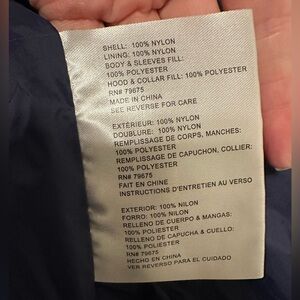 SHELL: 100% NYLON
LINING: 100% NYLON
BODY & SLEEVES FILL:
100% POLYESTER
HOOD & COLLAR FILL: 100% POLYESTER
RN# 79675
MADE IN CHINA
SEE REVERSE FOR CARE
EXTÉRIEUR: 100% NYLON
DOUBLURE: 100% NYLON
REMPLISSAGE DE CORPS, MANCHES:
100% POLYESTER
REMPLISSAGE DE CAPUCHON, COLLIER:
100% POLYESTER
RN# 79675
FAIT EN CHINE
INSTRUCTIONS D'ENTRETIEN AU VERSO
EXTERIOR: 100% NILON
FORRO: 100% NILON
RELLENO DE CUERPO & MANGAS:
100% POLIESTER
RELLENO DE CAPUCHA & CUELLO:
100% POLIESTER
RN# 79675
HECHO EN CHINA
VER REVERSO PARA EL CUIDADO